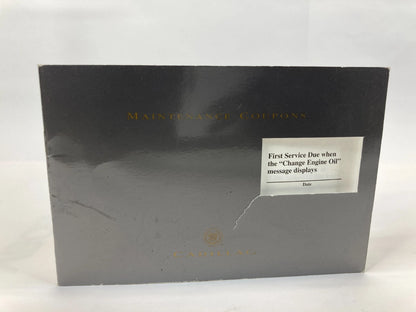 MAINTENANCE COUPONS
First Service Due when
the "Change Engine Oil"
message displays
Date